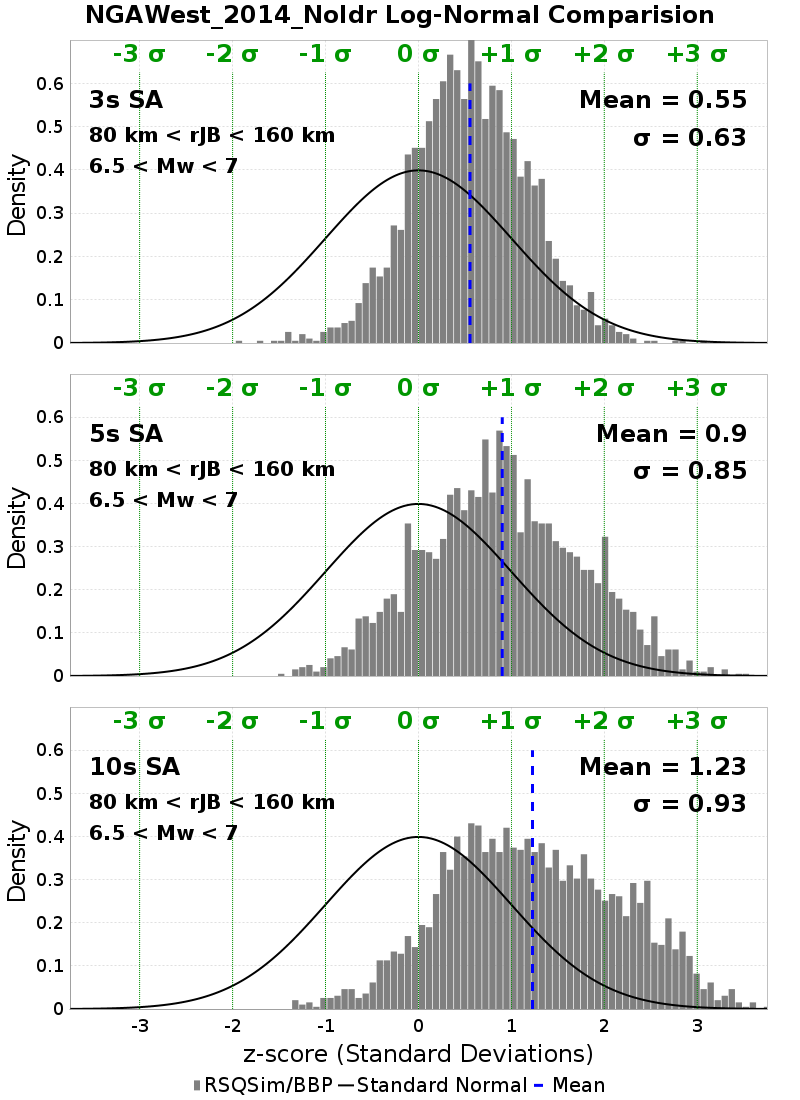 NGAWest_2014_NoIdr Log-Normal Comparision
-3 σ -2 σ -1 σ 0 σ +1 σ +2 σ +3 σ
3s SA
Mean = 0.55
80 km < rJB < 160 km
σ = 0.63
6.5 < Mw < 7
Density
0.6
0.5
0.4
0.3
0.2
0.1
0
-3 σ -2 σ -1 σ 0 σ +1 σ +2 σ +3 σ
5s SA
Mean = 0.9
80 km < rJB < 160 km
σ = 0.85
6.5 < Mw < 7
Density
0.6
0.5
0.4
0.3
0.2
0.1
0
-3 σ -2 σ -1 σ 0 σ +1 σ +2 σ +3 σ
10s SA
Mean = 1.23
80 km < rJB < 160 km
σ = 0.93
6.5 < Mw < 7
Density
0.6
0.5
0.4
0.3
0.2
0.1
0
-3 -2 -1 0 1 2 3
z-score (Standard Deviations)
RSQSim/BBP Standard Normal Mean